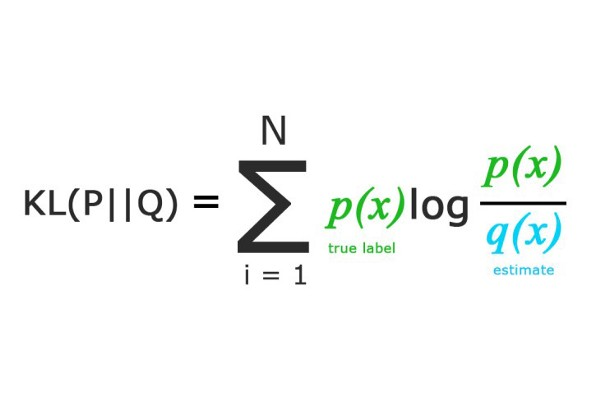 N
p(x)
KL(P||Q) = ∑ p(x)log
q(x)
true label
estimate
i = 1